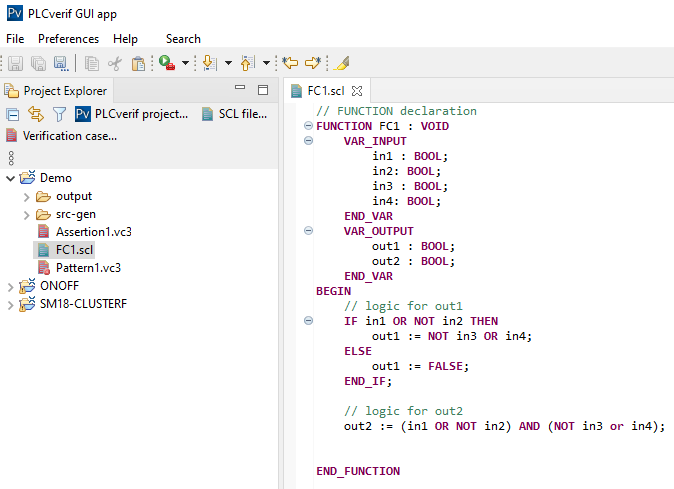 PLCverif GUI app
File Preferences Help Search
Project Explorer
PLCverif project... SCL file...
Verification case...
Demo
output
src-gen
Assertion1.vc3
FC1.scl
Pattern1.vc3
ONOFF
SM18-CLUSTERF
FC1.scl
// FUNCTION declaration
FUNCTION FC1 : VOID
VAR_INPUT
in1 : BOOL;
in2: BOOL;
in3 : BOOL;
in4: BOOL;
END_VAR
VAR_OUTPUT
out1 : BOOL;
out2 : BOOL;
END_VAR
BEGIN
// logic for out1
IF in1 OR NOT in2 THEN
out1 := NOT in3 OR in4;
ELSE
out1 := FALSE;
END_IF;
// logic for out2
out2 := (in1 OR NOT in2) AND (NOT in3 or in4);
END_FUNCTION